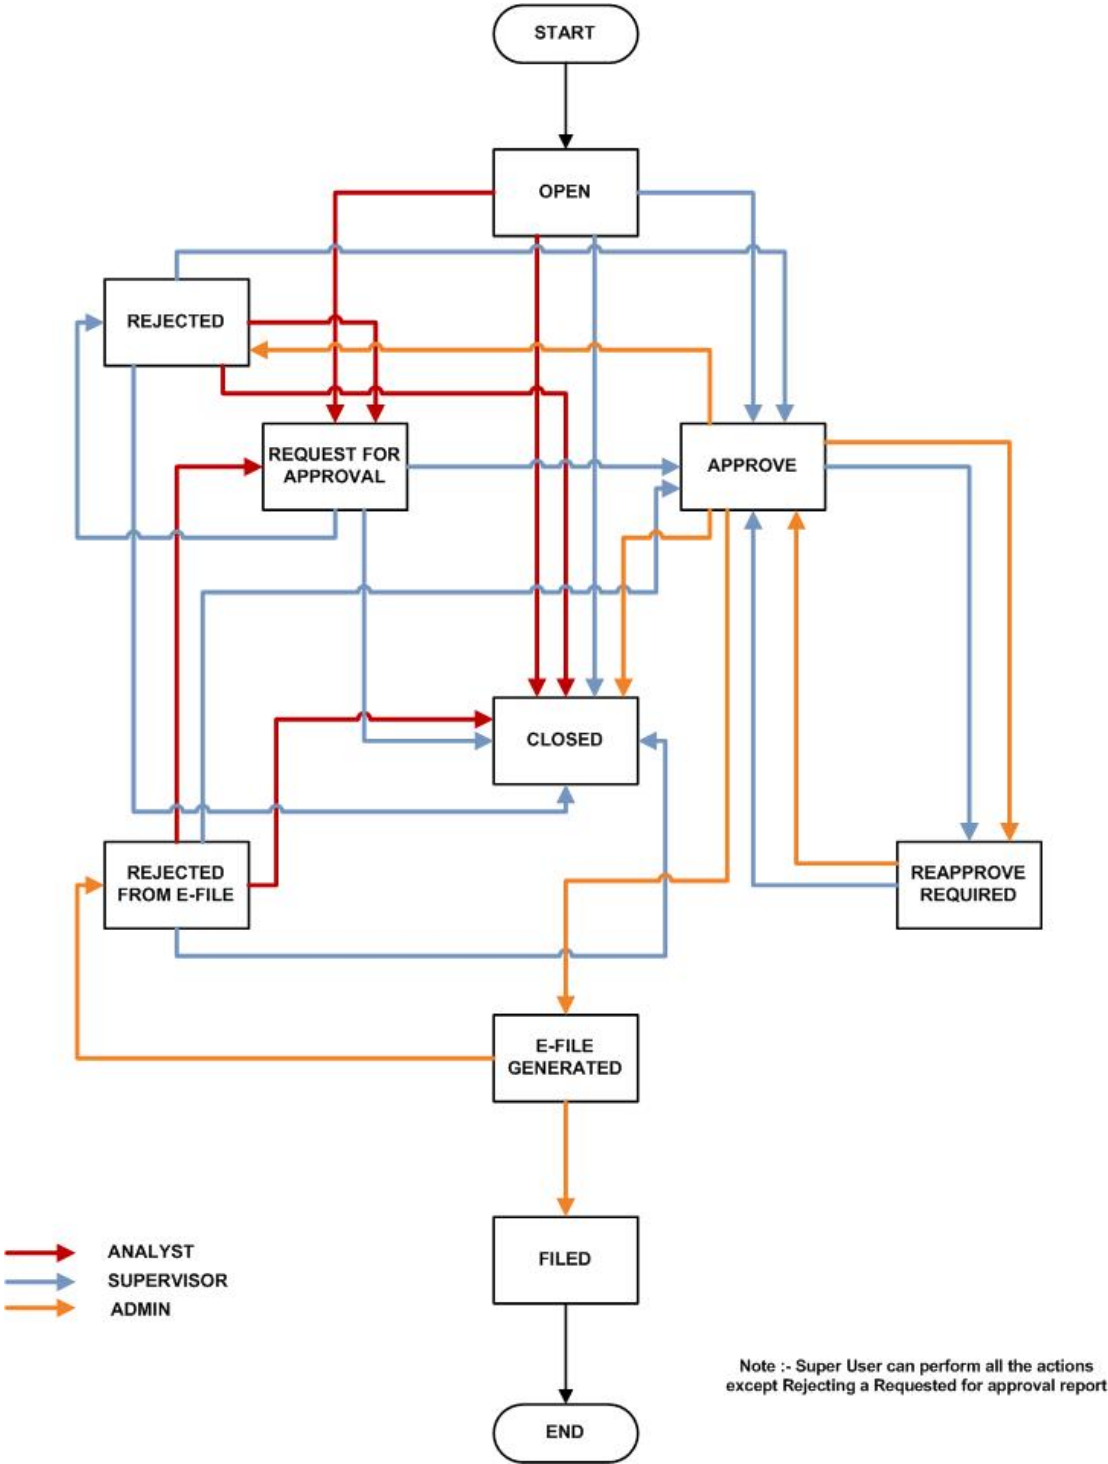 START
OPEN
REJECTED
REQUEST FOR
APPROVAL
APPROVE
CLOSED
REJECTED
FROM E-FILE
REAPPROVE
REQUIRED
E-FILE
GENERATED
FILED
ANALYST
SUPERVISOR
ADMIN
Note :- Super User can perform all the actions
except Rejecting a Requested for approval report
END